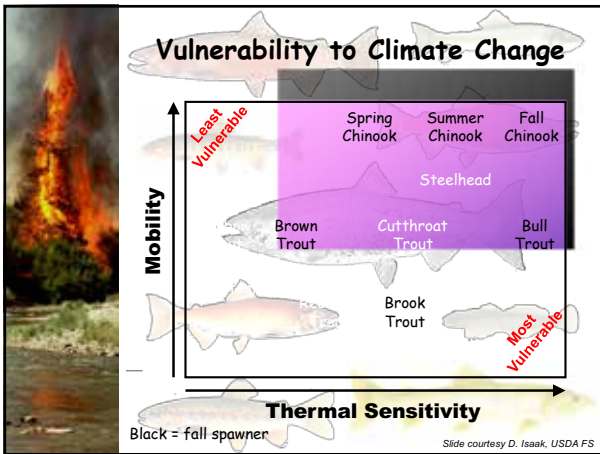 Vulnerability to Climate Change
Least
Vulnerable
Spring
Chinook
Summer
Chinook
Fall
Chinook
Steelhead
Mobility
Brown
Trout
Cutthroat
Trout
Bull
Trout
Brook
Trout
Most
Vulnerable
Thermal Sensitivity
Black = fall spawner
Slide courtesy D. Isaak, USDA FS